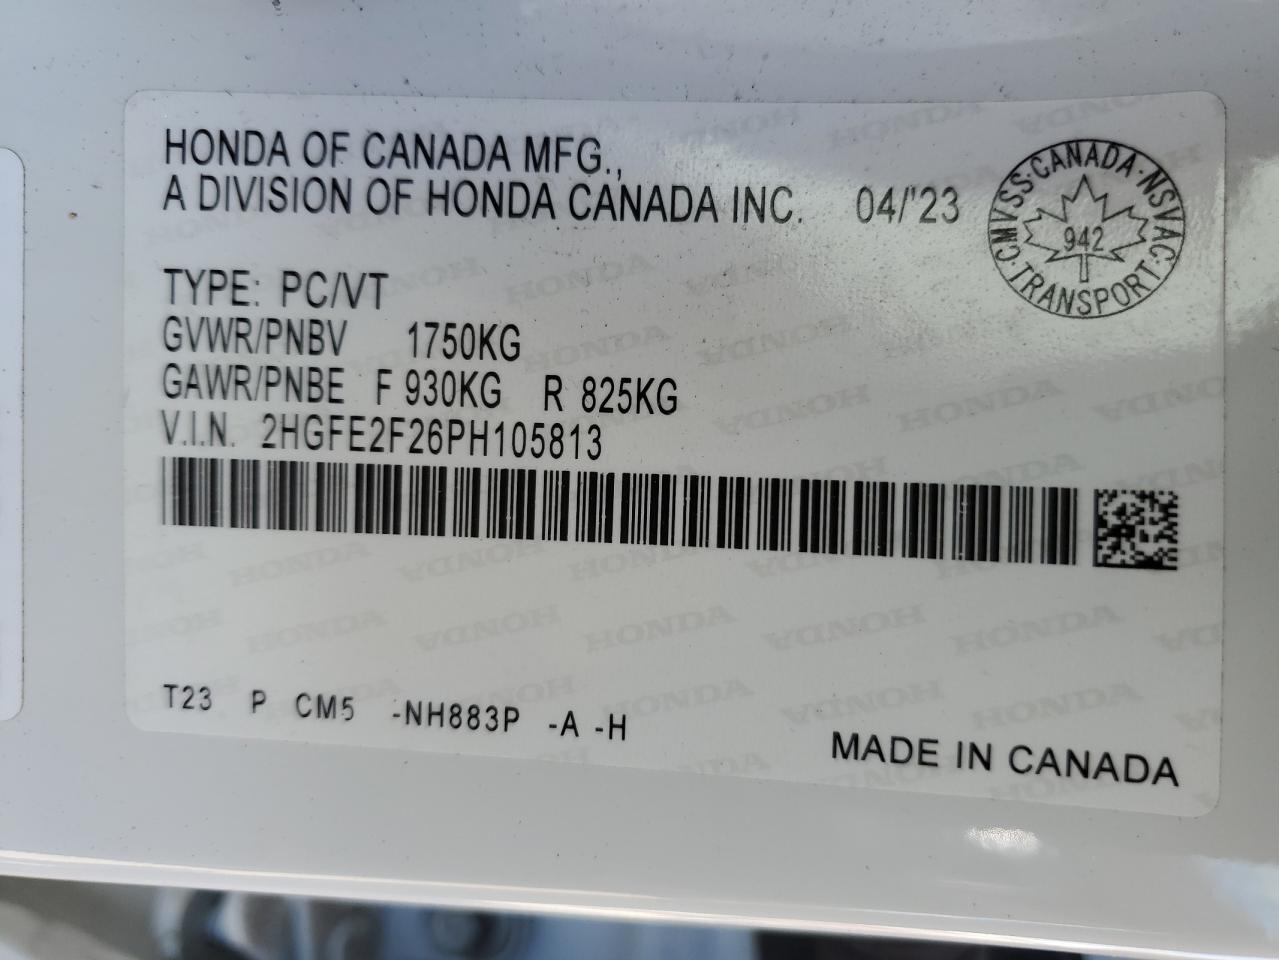 HONDA OF CANADA MFG.,
A DIVISION OF HONDA CANADA INC. 04/'23
CMVSS·CANADA·NSVAC·TRANSPORT·
942
TYPE: PC/VT
GVWR/PNBV 1750KG
GAWR/PNBE F 930KG R 825KG
V.I.N. 2HGFE2F26PH105813
T23 P CM5 -NH883P -A -H
MADE IN CANADA